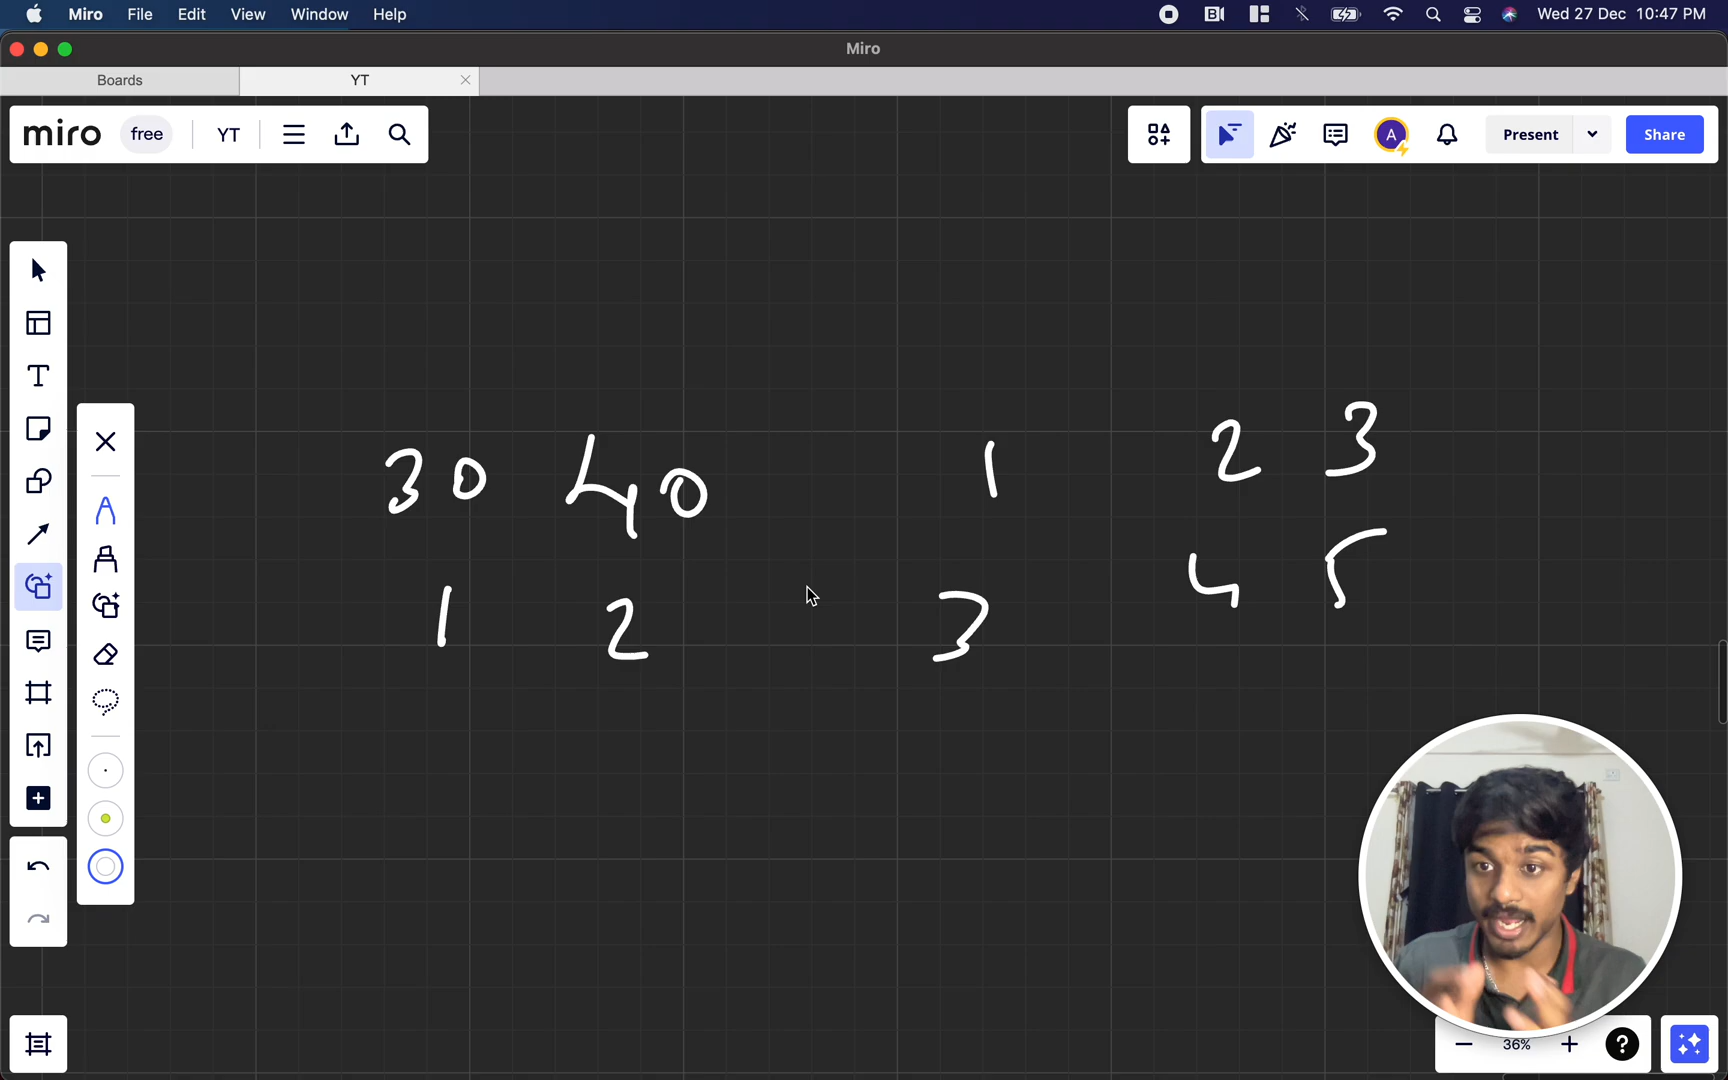 Miro File Edit View Window Help Wed 27 Dec 10:47 PM
Miro
Boards YT
miro free YT Present Share
30 40 1 2 3
1 2 3 4 5
36%